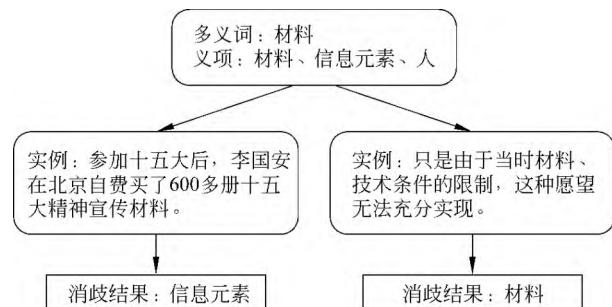 多义词：材料
义项：材料、信息元素、人
实例：参加十五大后，李国安
在北京自费买了600多册十五
大精神宣传材料。
实例：只是由于当时材料、
技术条件的限制，这种愿望
无法充分实现。
消歧结果：信息元素
消歧结果：材料